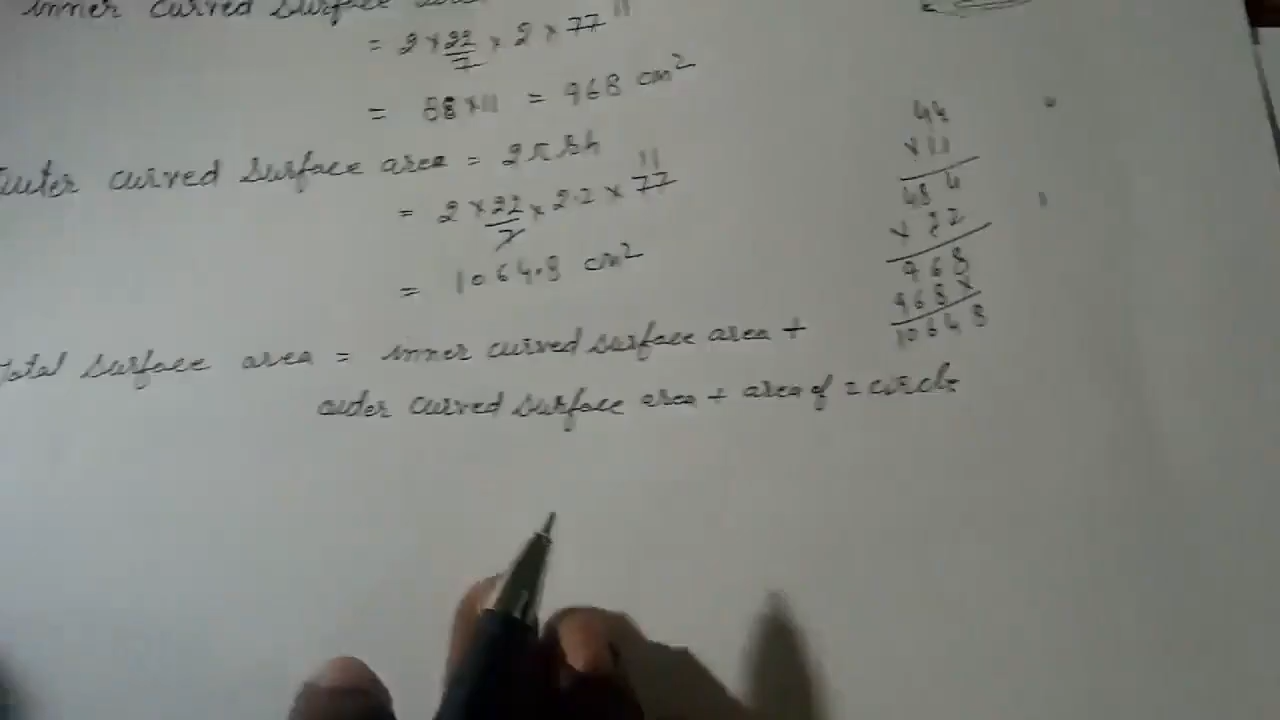 inner curved surface
= 2 × 22/7 × 2 × 77 11
= 88 × 11 = 968 cm²
outer curved surface area = 2πrh
= 2 × 22/7 × 2.2 × 77 11
= 1064.8 cm²
Total surface area = inner curved surface area +
outer curved surface area + area of = circle
44
× 11
484
× 22
968
968×
10648